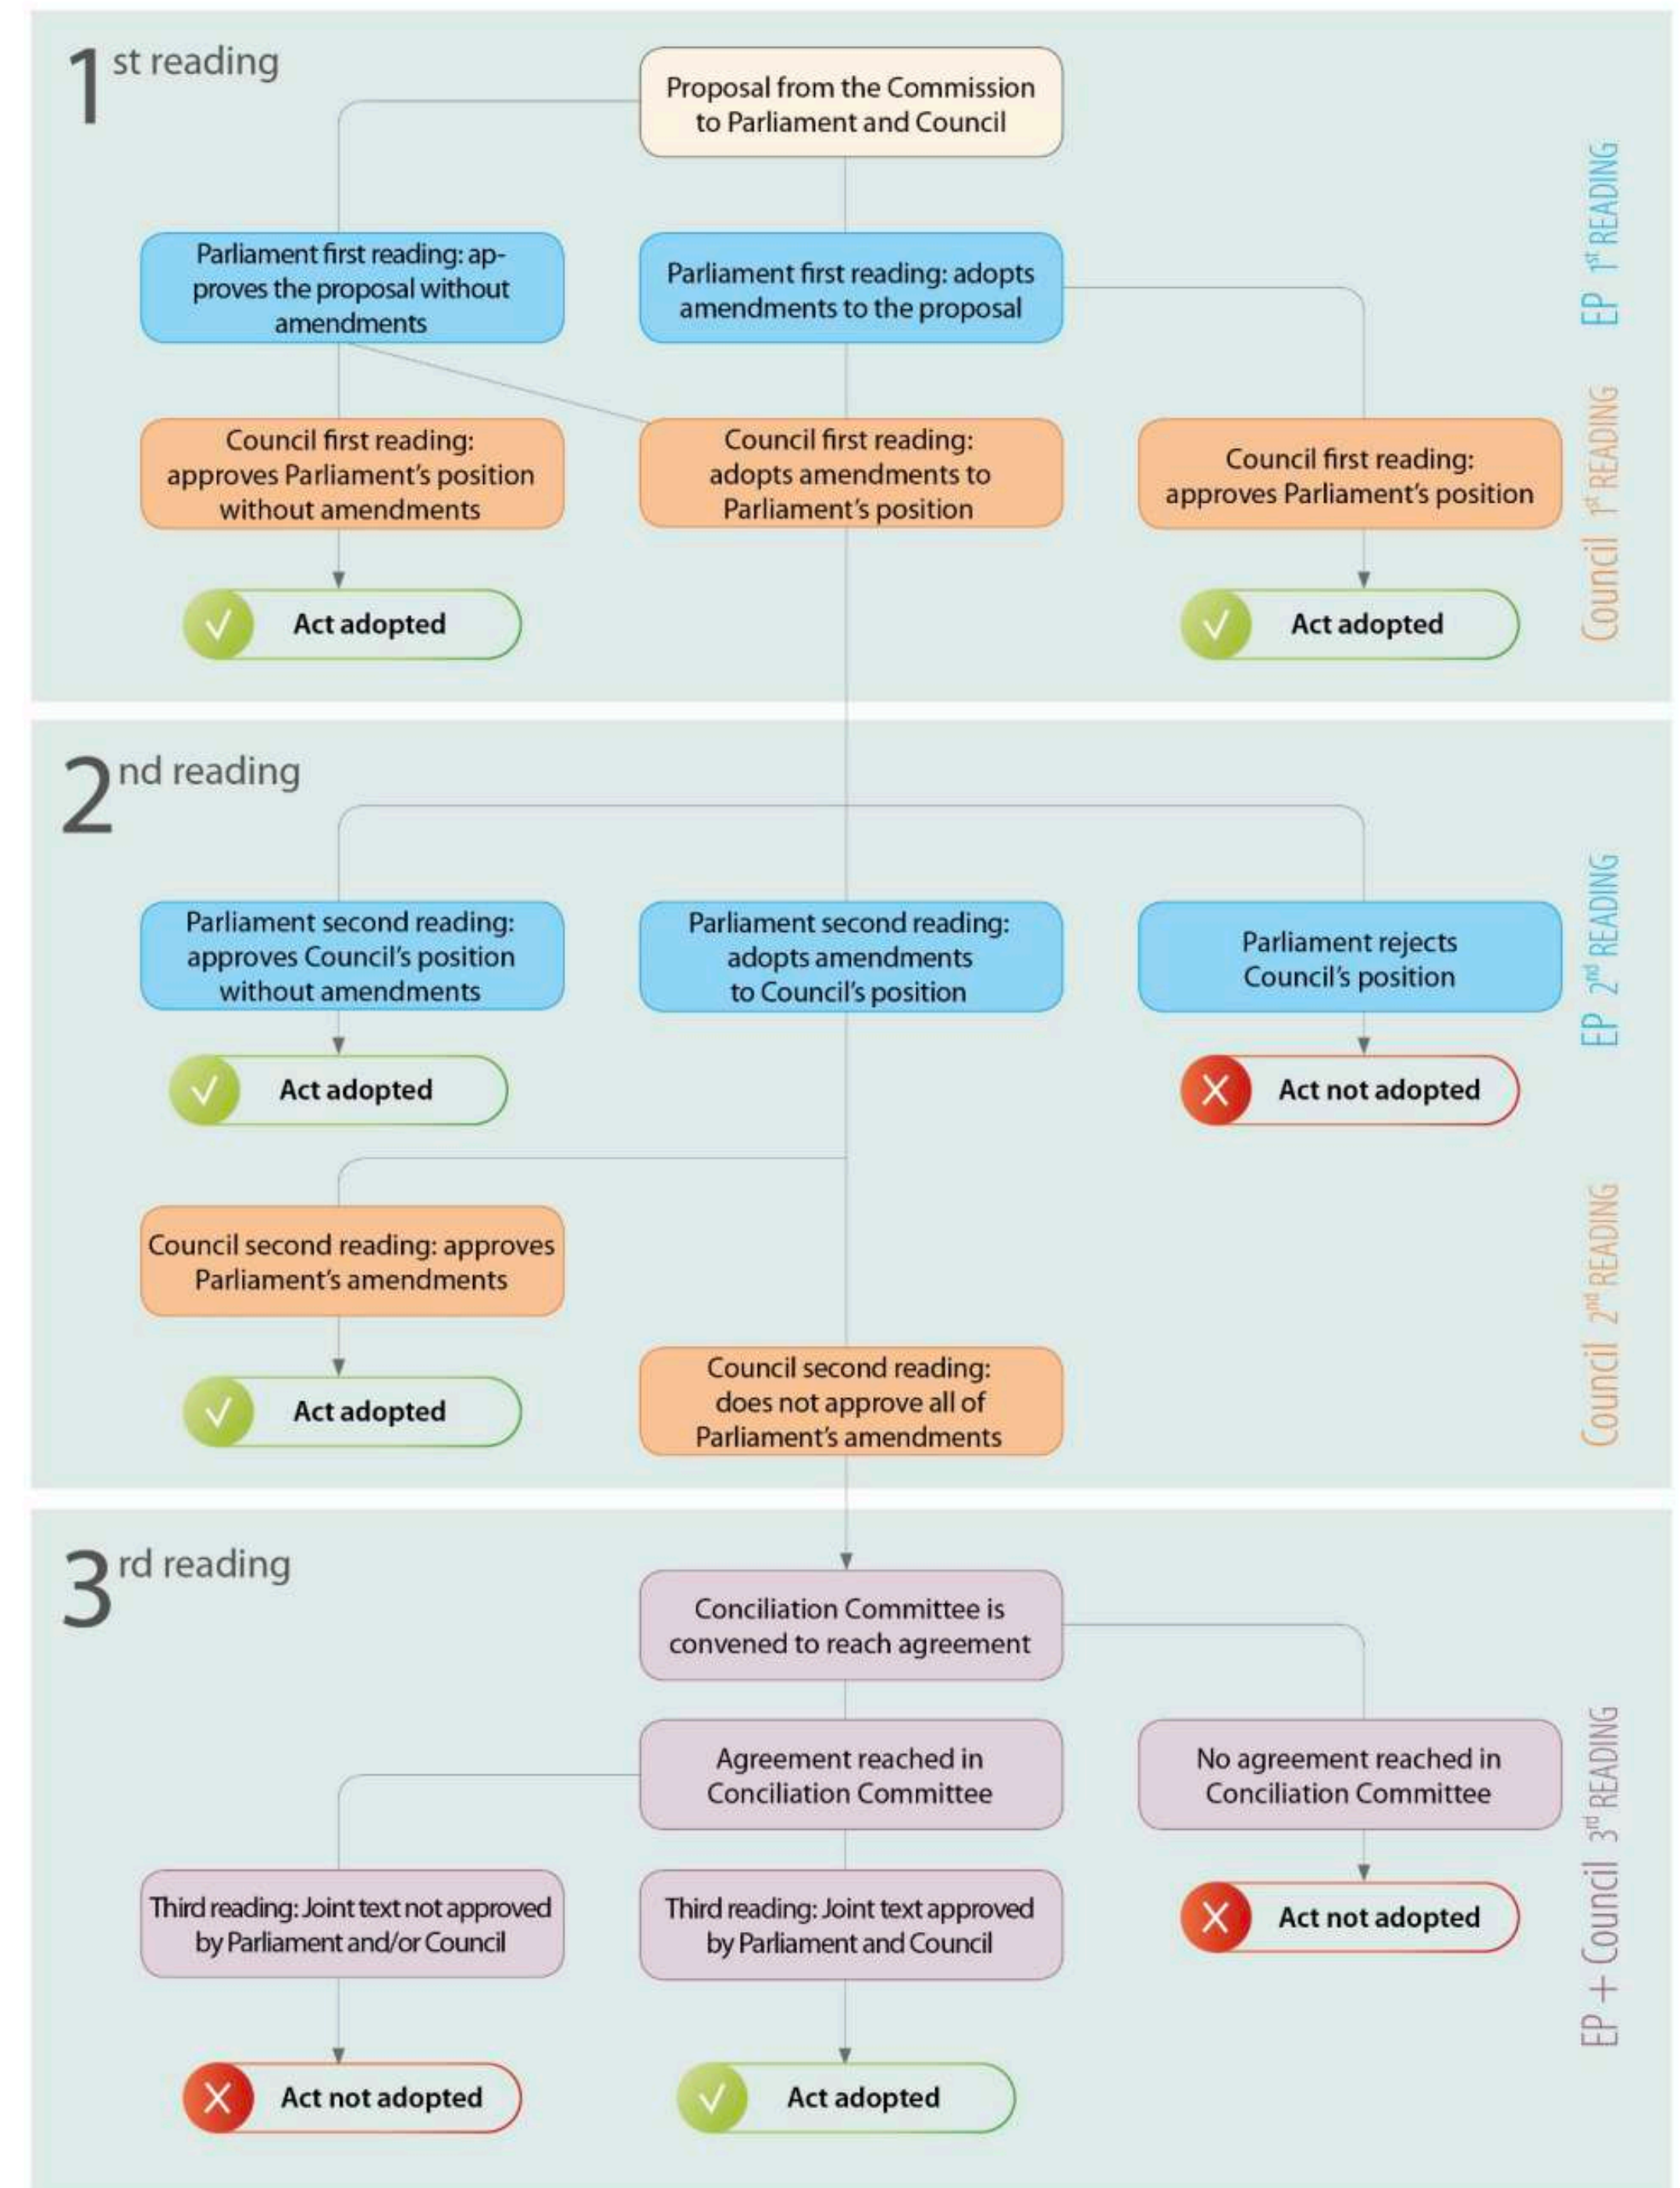 1st reading
Proposal from the Commission
to Parliament and Council
EP 1st READING
Parliament first reading: ap-
proves the proposal without
amendments
Parliament first reading: adopts
amendments to the proposal
Council 1st READING
Council first reading:
approves Parliament's position
without amendments
Council first reading:
adopts amendments to
Parliament's position
Council first reading:
approves Parliament's position
Act adopted
Act adopted
2nd reading
EP 2nd READING
Parliament second reading:
approves Council's position
without amendments
Parliament second reading:
adopts amendments
to Council's position
Parliament rejects
Council's position
Act adopted
Act not adopted
Council 2nd READING
Council second reading: approves
Parliament's amendments
Act adopted
Council second reading:
does not approve all of
Parliament's amendments
3rd reading
Conciliation Committee is
convened to reach agreement
EP + Council 3rd READING
Agreement reached in
Conciliation Committee
No agreement reached in
Conciliation Committee
Third reading: Joint text not approved
by Parliament and/or Council
Third reading: Joint text approved
by Parliament and Council
Act not adopted
Act not adopted
Act adopted